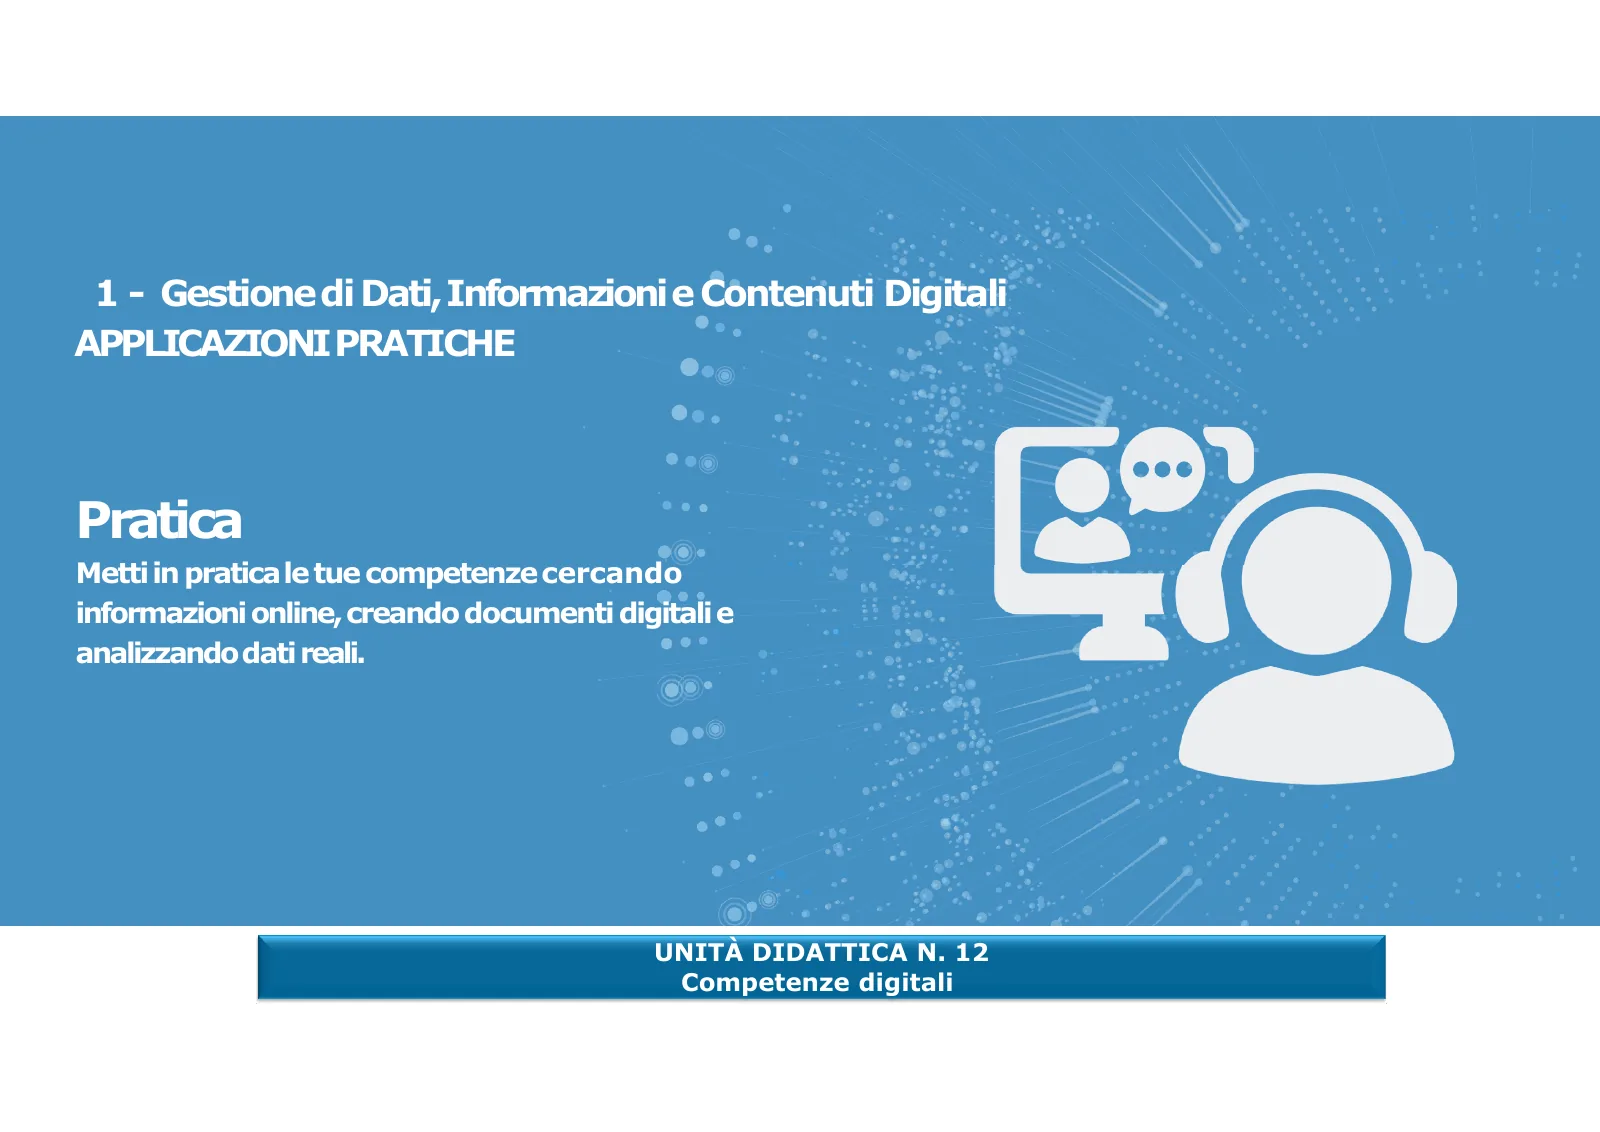 1 - Gestione di Dati, Informazioni e Contenuti Digitali
APPLICAZIONI PRATICHE
Pratica
Metti in pratica le tue competenze cercando
informazioni online, creando documenti digitali e
analizzando dati reali.
UNITÀ DIDATTICA N. 12
Competenze digitali